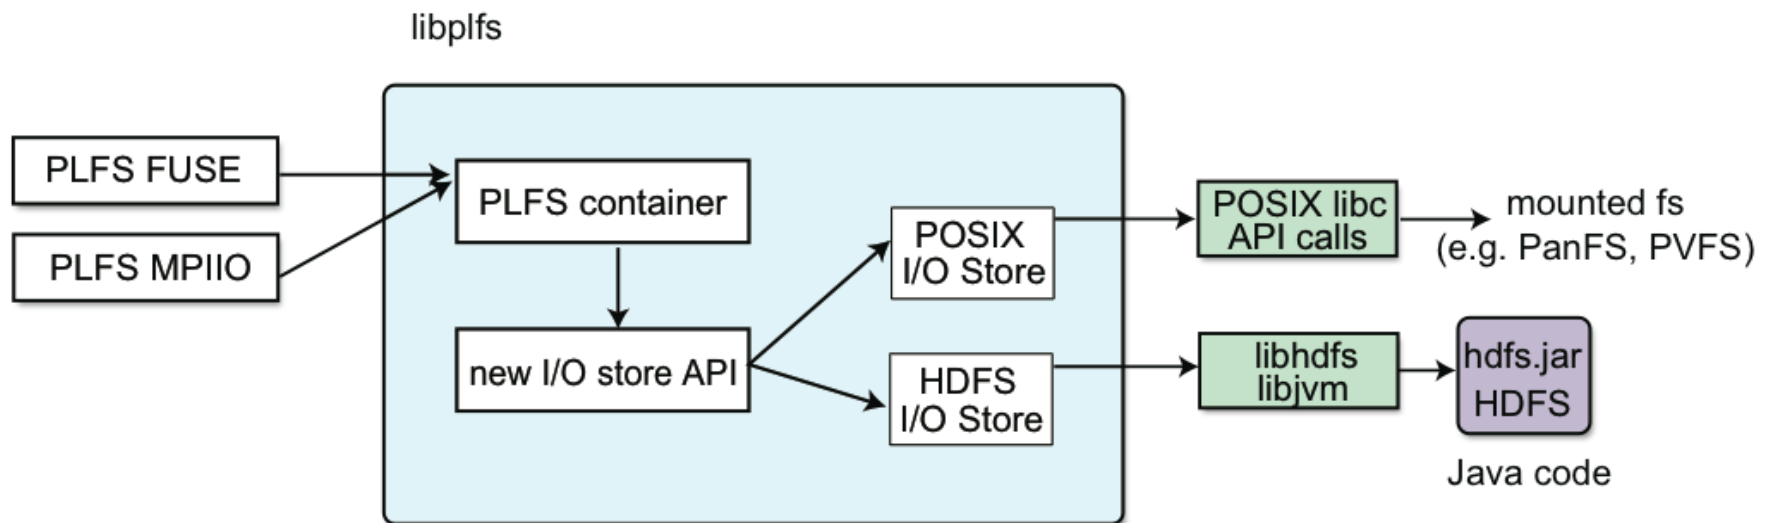 libplfs
PLFS FUSE
PLFS MPIIO
PLFS container
new I/O store API
POSIX
I/O Store
HDFS
I/O Store
POSIX libc
API calls
mounted fs
(e.g. PanFS, PVFS)
libhdfs
libjvm
hdfs.jar
HDFS
Java code